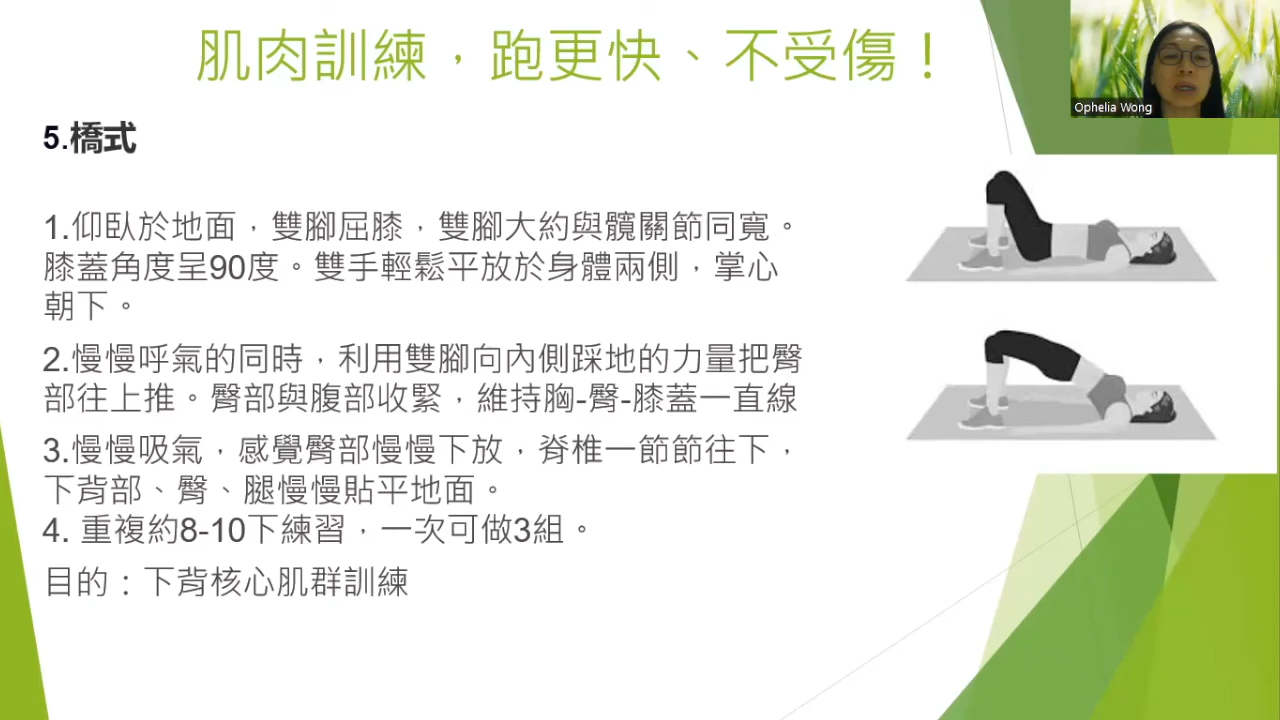 肌肉訓練，跑更快、不受傷！
Ophelia Wong
5.橋式
1.仰臥於地面，雙腳屈膝，雙腳大約與髖關節同寬。
膝蓋角度呈90度。雙手輕鬆平放於身體兩側，掌心
朝下。
2.慢慢呼氣的同時，利用雙腳向內側踩地的力量把臀
部往上推。臀部與腹部收緊，維持胸-臀-膝蓋一直線
3.慢慢吸氣，感覺臀部慢慢下放，脊椎一節節往下，
下背部、臀、腿慢慢貼平地面。
4. 重複約8-10下練習，一次可做3組。
目的：下背核心肌群訓練